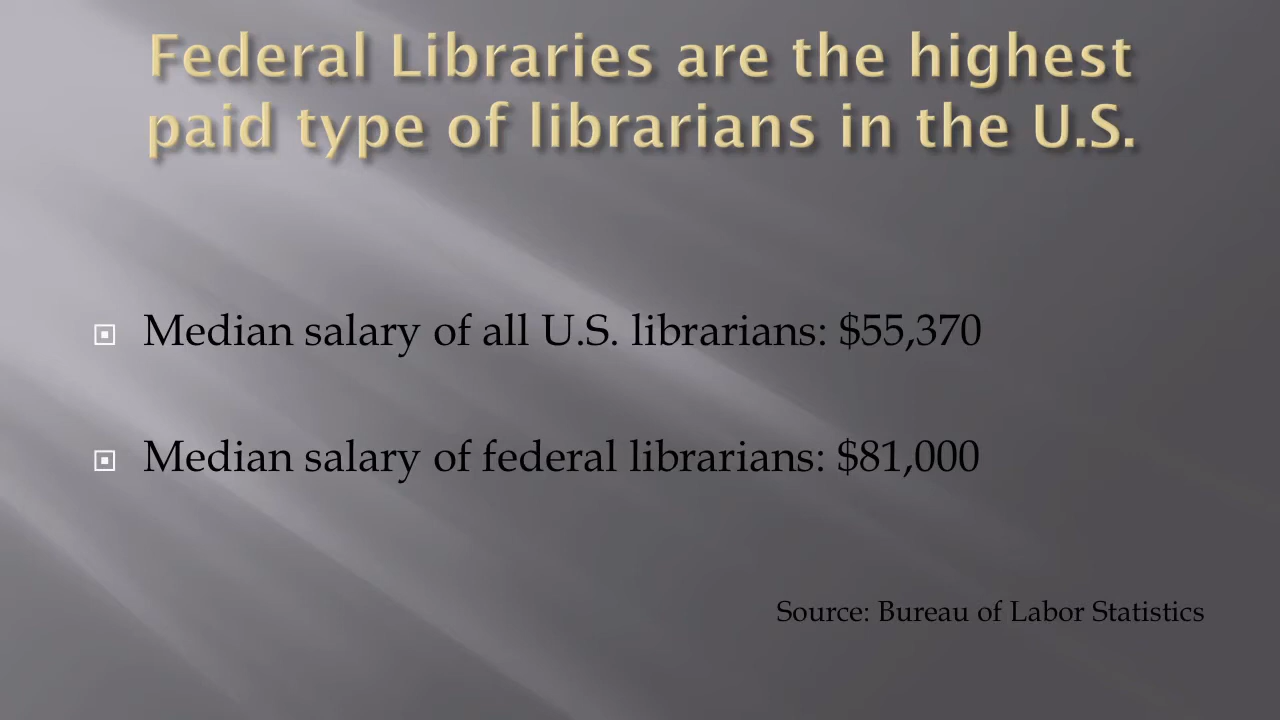 Federal Libraries are the highest
paid type of librarians in the U.S.
Median salary of all U.S. librarians: $55,370
Median salary of federal librarians: $81,000
Source: Bureau of Labor Statistics